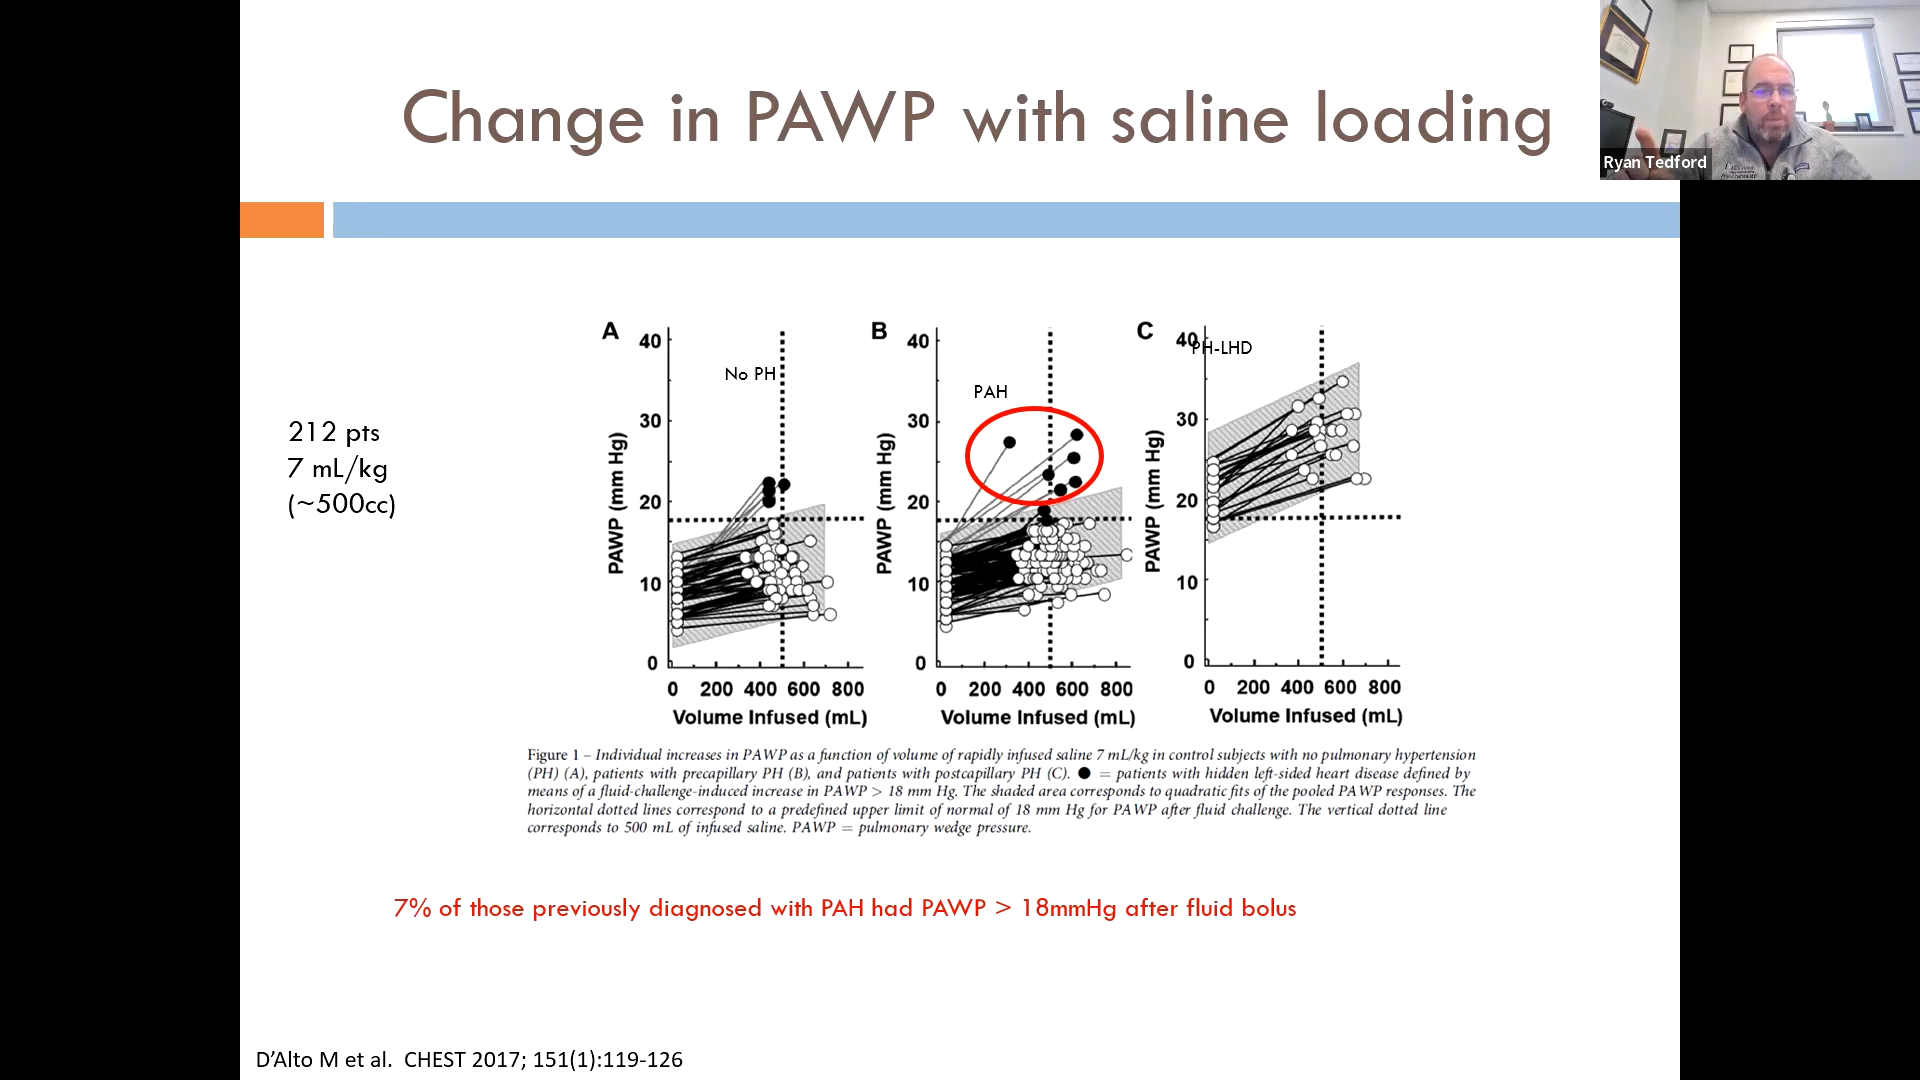 Change in PAWP with saline loading
Ryan Tedford
212 pts
7 mL/kg
(~500cc)
A
40
30
20
10
0
No PH
PAWP (mm Hg)
0 200 400 600 800
Volume Infused (mL)
B
40
30
20
10
0
PAH
PAWP (mm Hg)
0 200 400 600 800
Volume Infused (mL)
C
40
30
20
10
0
PH-LHD
PAWP (mm Hg)
0 200 400 600 800
Volume Infused (mL)
Figure 1 – Individual increases in PAWP as a function of volume of rapidly infused saline 7 mL/kg in control subjects with no pulmonary hypertension
(PH) (A), patients with precapillary PH (B), and patients with postcapillary PH (C). ● = patients with hidden left-sided heart disease defined by
means of a fluid-challenge-induced increase in PAWP > 18 mm Hg. The shaded area corresponds to quadratic fits of the pooled PAWP responses. The
horizontal dotted lines correspond to a predefined upper limit of normal of 18 mm Hg for PAWP after fluid challenge. The vertical dotted line
corresponds to 500 mL of infused saline. PAWP = pulmonary wedge pressure.
7% of those previously diagnosed with PAH had PAWP > 18mmHg after fluid bolus
D’Alto M et al. CHEST 2017; 151(1):119-126